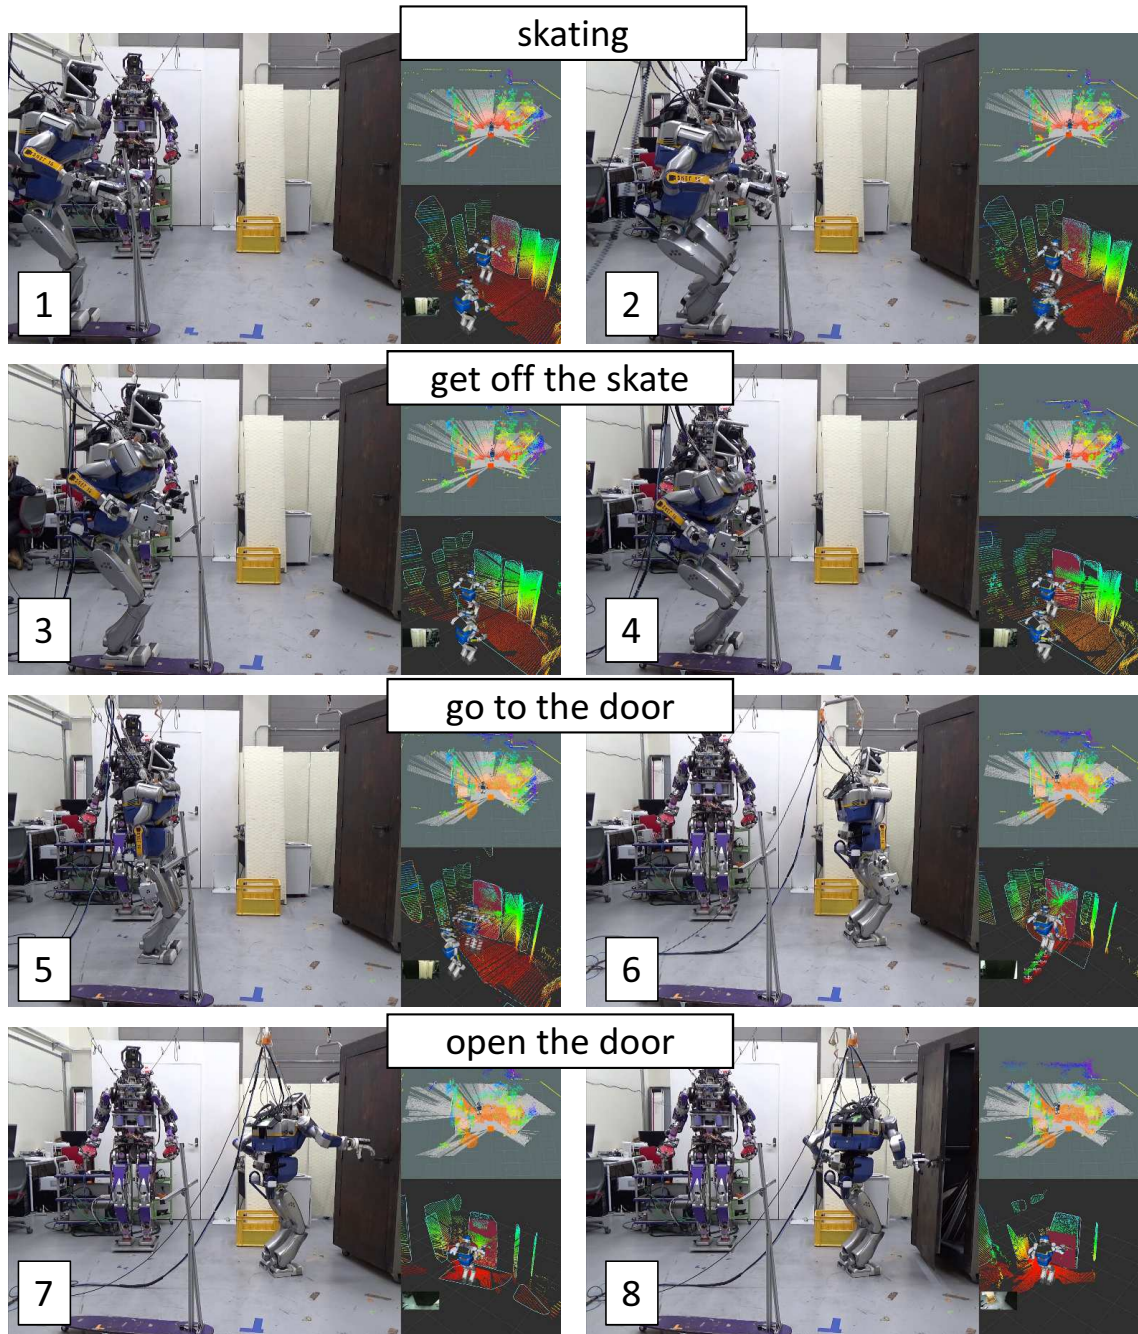 skating
1
2
get off the skate
3
4
go to the door
5
6
open the door
7
8